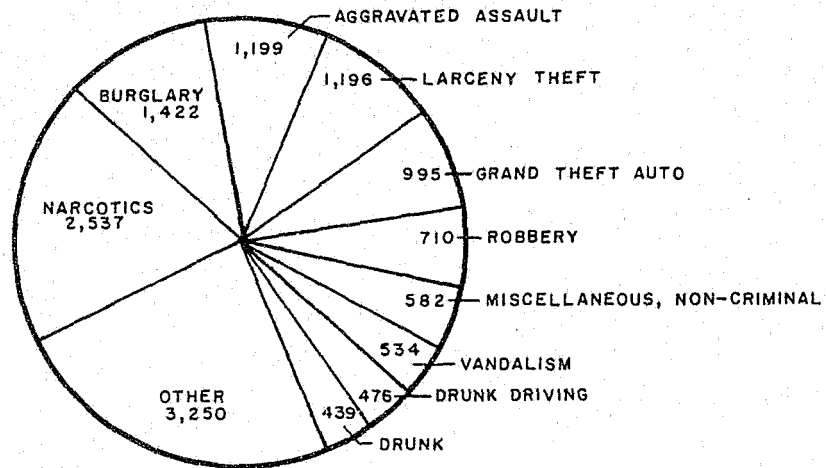 AGGRAVATED ASSAULT
1,199
1,196 LARCENY THEFT
BURGLARY
1,422
995 GRAND THEFT AUTO
NARCOTICS
2,537
710 ROBBERY
582 MISCELLANEOUS, NON-CRIMINAL
534
VANDALISM
OTHER
3,250
476 DRUNK DRIVING
439
DRUNK